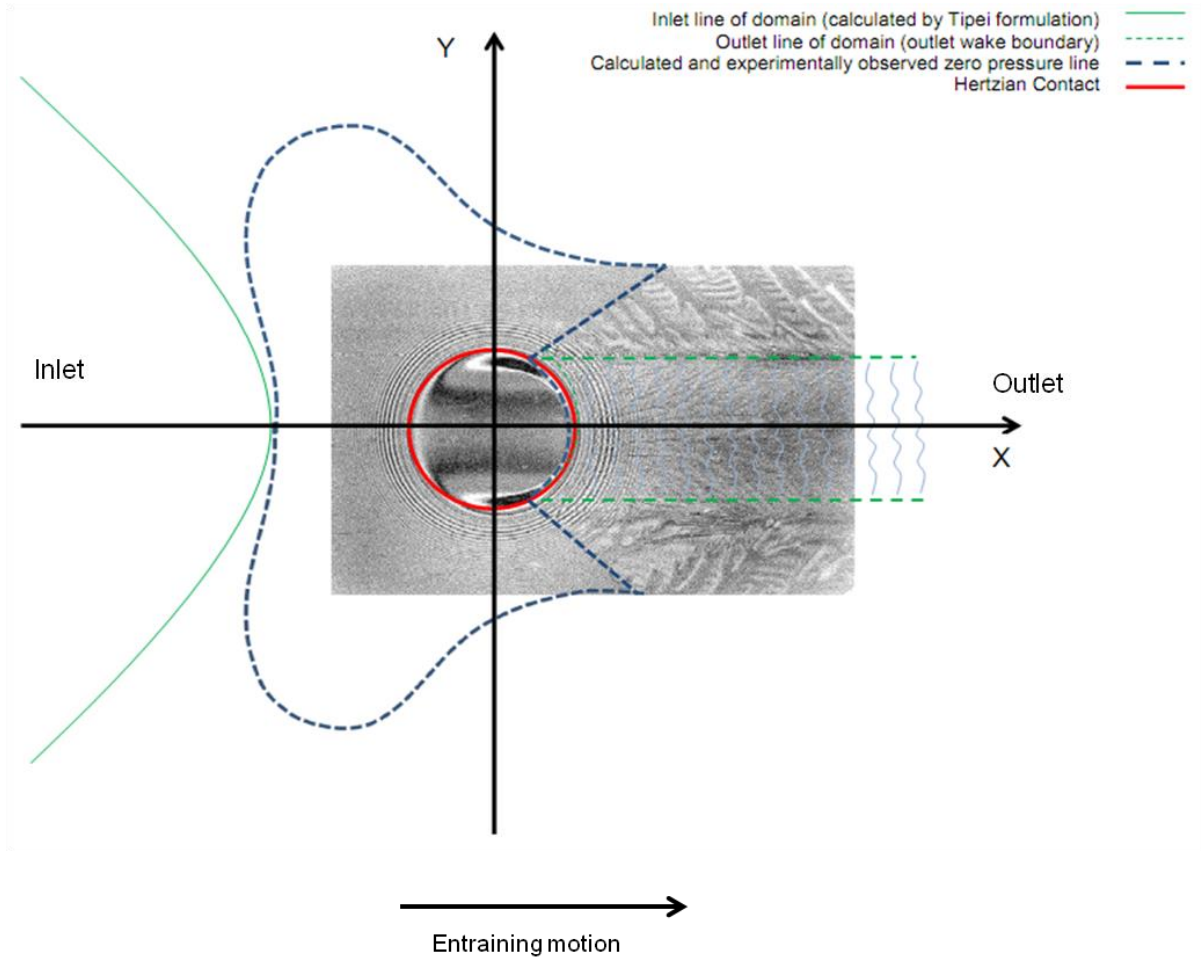 Inlet line of domain (calculated by Tipei formulation)
Outlet line of domain (outlet wake boundary)
Calculated and experimentally observed zero pressure line
Hertzian Contact
Y
Inlet
Outlet
X
Entraining motion